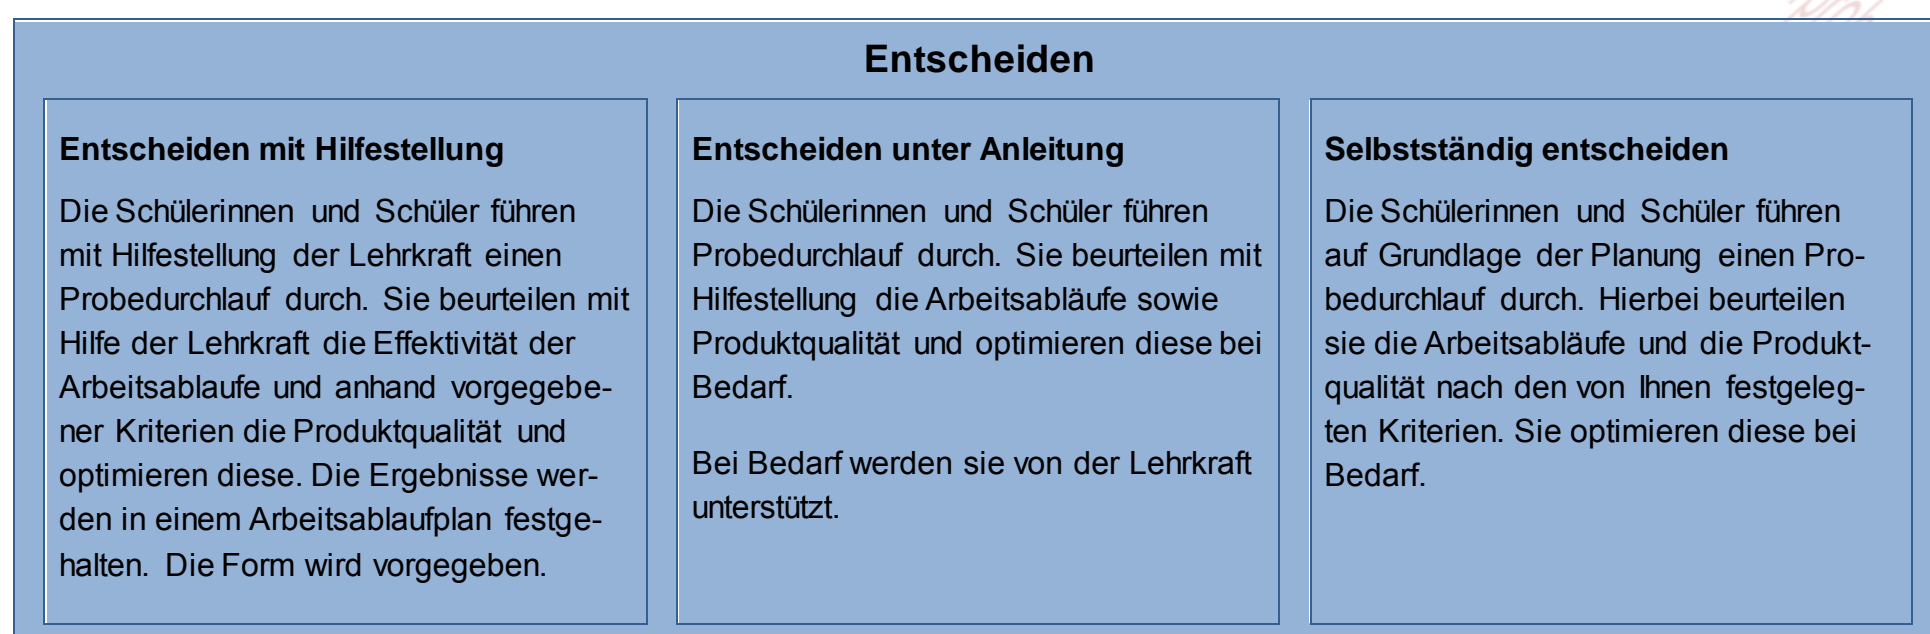 Entscheiden
Entscheiden mit Hilfestellung
Die Schülerinnen und Schüler führen
mit Hilfestellung der Lehrkraft einen
Probedurchlauf durch. Sie beurteilen mit
Hilfe der Lehrkraft die Effektivität der
Arbeitsablaufe und anhand vorgegebe-
ner Kriterien die Produktqualität und
optimieren diese. Die Ergebnisse wer-
den in einem Arbeitsablaufplan festge-
halten. Die Form wird vorgegeben.
Entscheiden unter Anleitung
Die Schülerinnen und Schüler führen
Probedurchlauf durch. Sie beurteilen mit
Hilfestellung die Arbeitsabläufe sowie
Produktqualität und optimieren diese bei
Bedarf.
Bei Bedarf werden sie von der Lehrkraft
unterstützt.
Selbstständig entscheiden
Die Schülerinnen und Schüler führen
auf Grundlage der Planung einen Pro-
bedurchlauf durch. Hierbei beurteilen
sie die Arbeitsabläufe und die Produkt-
qualität nach den von Ihnen festgeleg-
ten Kriterien. Sie optimieren diese bei
Bedarf.